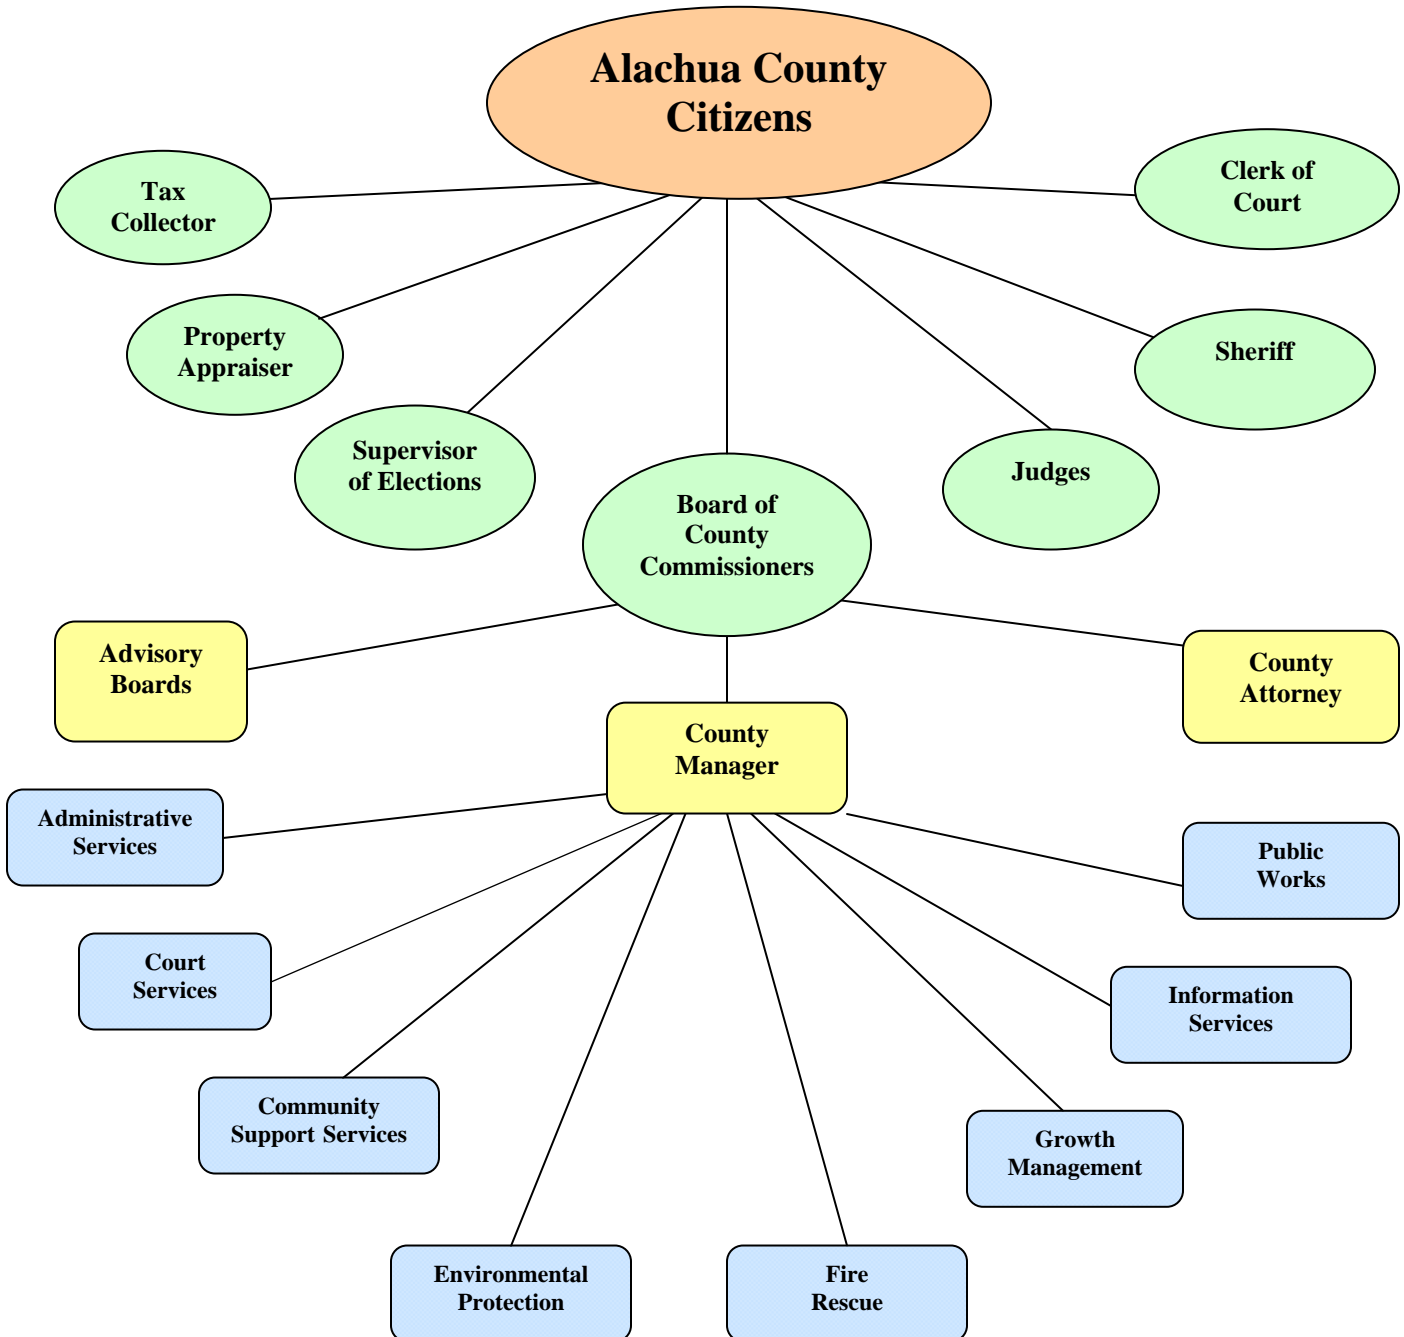 Alachua County
Citizens
Tax
Collector
Clerk of
Court
Property
Appraiser
Sheriff
Supervisor
of Elections
Judges
Board of
County
Commissioners
Advisory
Boards
County
Attorney
County
Manager
Administrative
Services
Public
Works
Court
Services
Information
Services
Community
Support Services
Growth
Management
Environmental
Protection
Fire
Rescue